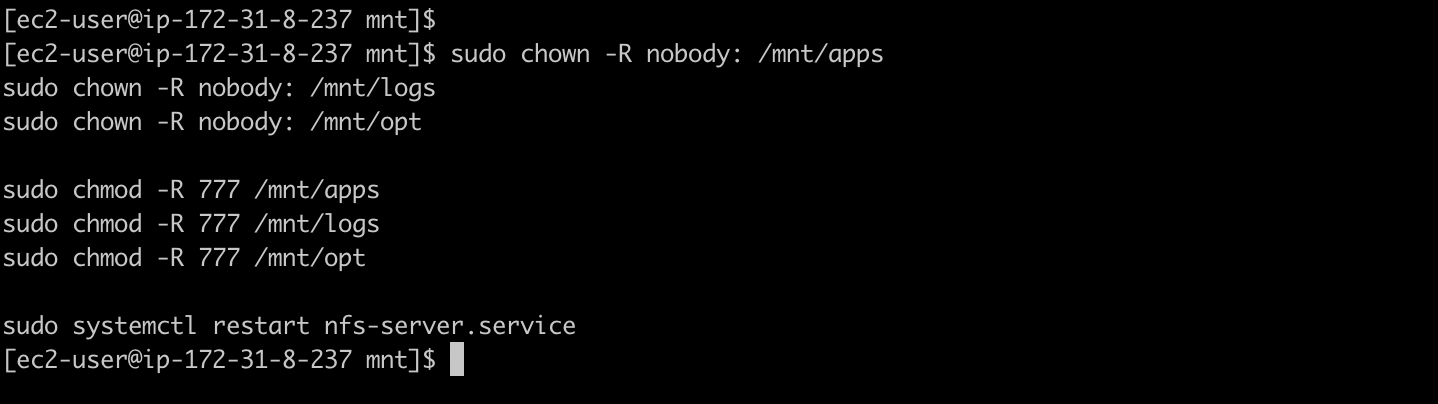 [ec2-user@ip-172-31-8-237 mnt]$
[ec2-user@ip-172-31-8-237 mnt]$ sudo chown -R nobody: /mnt/apps
sudo chown -R nobody: /mnt/logs
sudo chown -R nobody: /mnt/opt
sudo chmod -R 777 /mnt/apps
sudo chmod -R 777 /mnt/logs
sudo chmod -R 777 /mnt/opt
sudo systemctl restart nfs-server.service
[ec2-user@ip-172-31-8-237 mnt]$